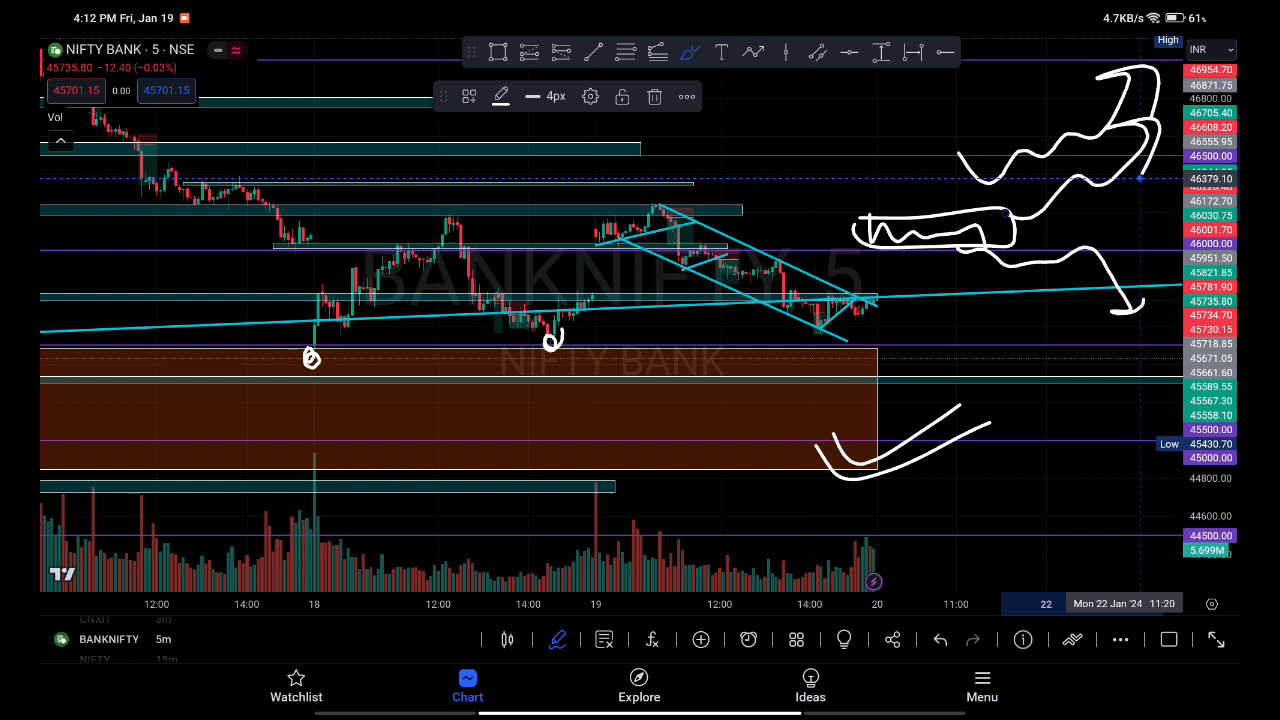 4:12 PM Fri, Jan 19
4.7KB/s 61%
NIFTY BANK · 5 · NSE
45735.80 −12.40 (−0.03%)
45701.15 0.00 45701.15
Vol
4px
High
INR
46954.70
46871.75
46800.00
46705.40
46608.20
46555.95
46500.00
46379.10
46172.70
46030.75
46001.70
46000.00
45951.50
45821.85
45781.90
45735.80
45734.70
45730.15
45718.85
45671.05
45661.60
45589.55
45567.30
45558.10
45500.00
Low 45430.70
45000.00
44800.00
44600.00
44500.00
5.699M
BANKNIFTY 5
NIFTY BANK
12:00 14:00 18 12:00 14:00 19 12:00 14:00 20 11:00 22 Mon 22 Jan '24 11:20
CNXIT 3m
BANKNIFTY 5m
NIFTY 15m
Watchlist Chart Explore Ideas Menu